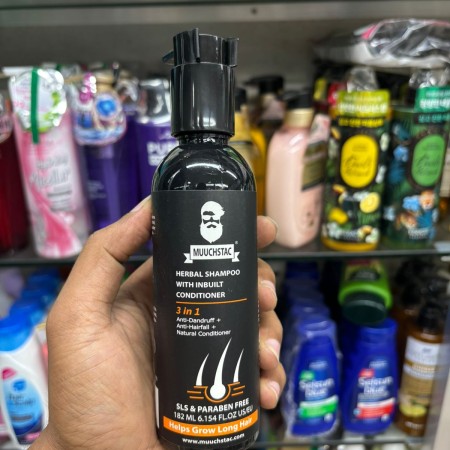 MUUCHSTAC
HERBAL SHAMPOO
WITH INBUILT
CONDITIONER
3 in 1
Anti-Dandruff +
Anti-Hairfall +
Natural Conditioner
SLS & PARABEN FREE
182 ML 6.154 FL.OZ US/EU
Helps Grow Long Hair
www.muuchstac.com